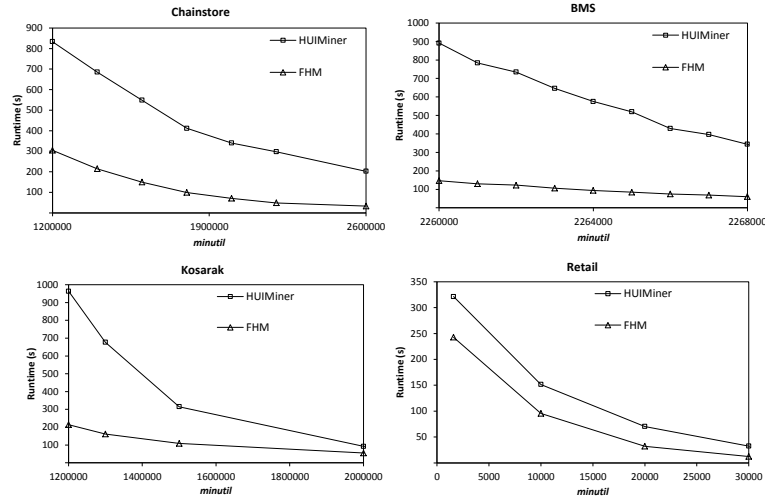 Chainstore
900
800
700
600
500
400
300
200
100
Runtime (s)
HUIMiner
FHM
1200000 1900000 2600000
minutil
BMS
1000
900
800
700
600
500
400
300
200
100
Runtime (s)
HUIMiner
FHM
2260000 2264000 2268000
minutil
Kosarak
1000
900
800
700
600
500
400
300
200
100
Runtime (s)
HUIMiner
FHM
1200000 1400000 1600000 1800000 2000000
minutil
Retail
350
300
250
200
150
100
50
Runtime (s)
HUIMiner
FHM
0 5000 10000 15000 20000 25000 30000
minutil